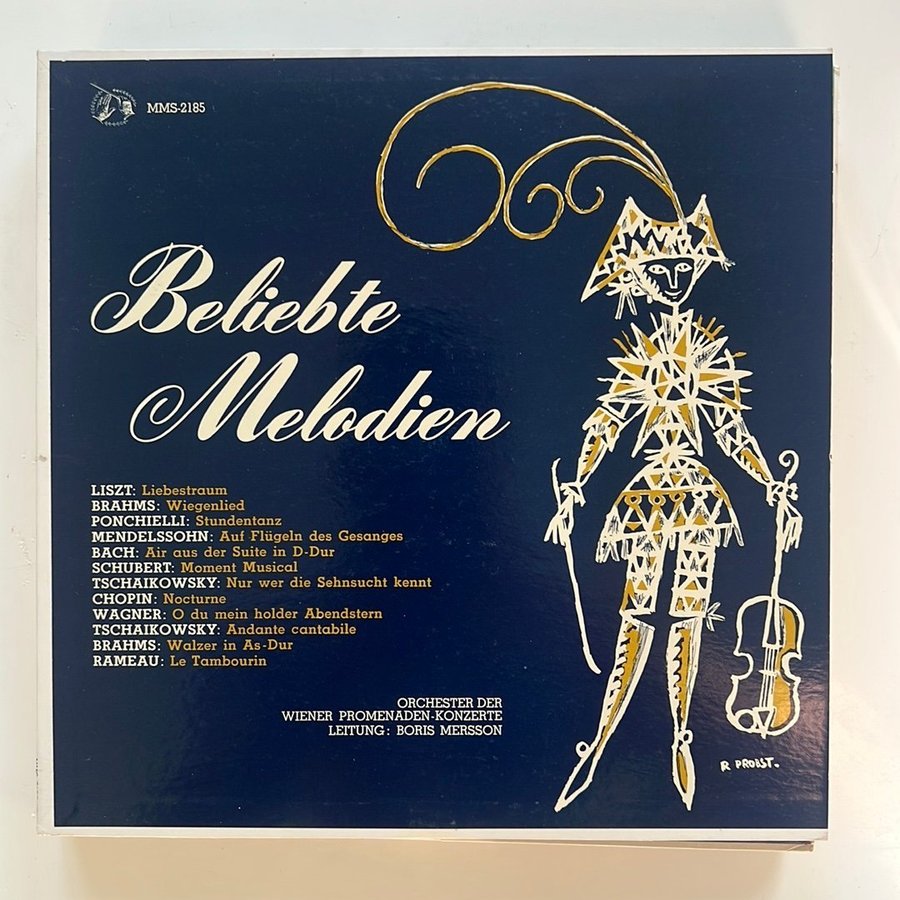 MMS-2185
Beliebte
Melodien
LISZT: Liebestraum
BRAHMS: Wiegenlied
PONCHIELLI: Stundentanz
MENDELSSOHN: Auf Flügeln des Gesanges
BACH: Air aus der Suite in D-Dur
SCHUBERT: Moment Musical
TSCHAIKOWSKY: Nur wer die Sehnsucht kennt
CHOPIN: Nocturne
WAGNER: O du mein holder Abendstern
TSCHAIKOWSKY: Andante cantabile
BRAHMS: Walzer in As-Dur
RAMEAU: Le Tambourin
ORCHESTER DER
WIENER PROMENADEN-KONZERTE
LEITUNG: BORIS MERSSON
R PROBST.